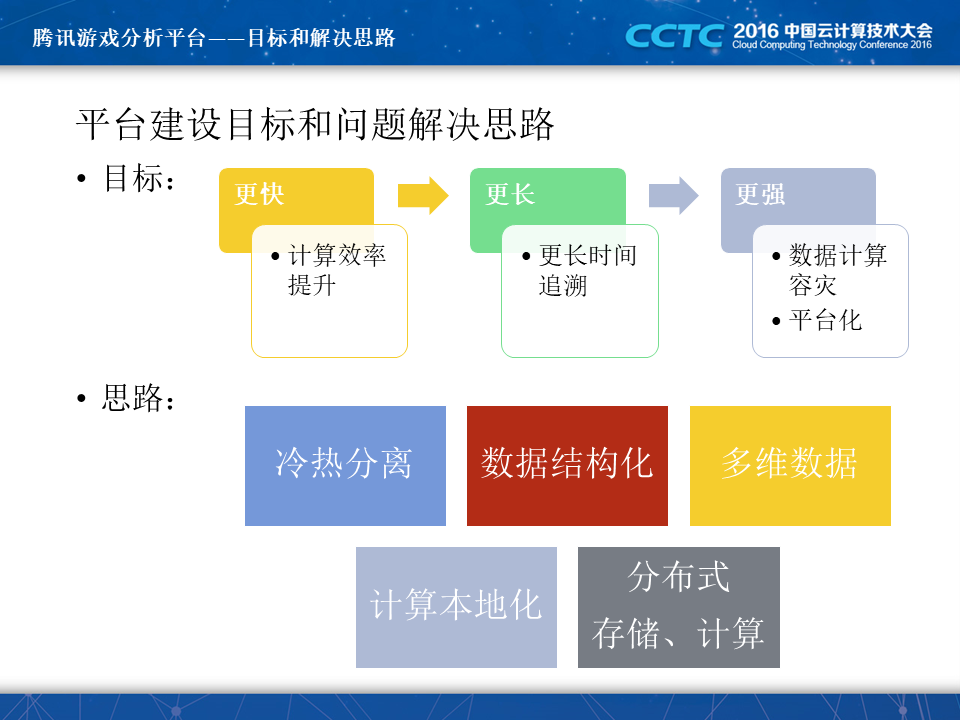 腾讯游戏分析平台——目标和解决思路
CCTC 2016 中国云计算技术大会
Cloud Computing Technology Conference 2016
平台建设目标和问题解决思路
• 目标：
更快
• 计算效率
提升
更长
• 更长时间
追溯
更强
• 数据计算
容灾
• 平台化
• 思路：
冷热分离
数据结构化
多维数据
计算本地化
分布式
存储、计算